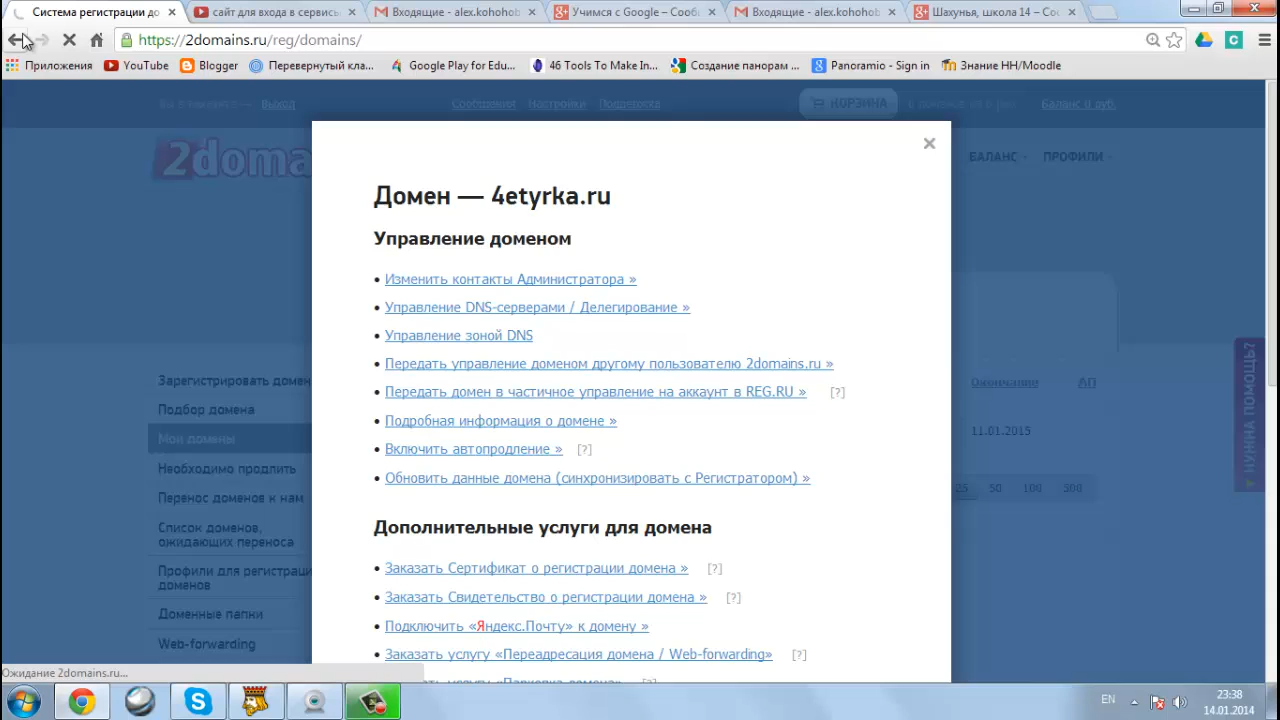 Система регистрации до
сайт для входа в сервисы
Входящие - alex.kohohob
Учимся с Google – Сооб
Входящие - alex.kohohob
Шахунья, школа 14 – Соо
https://2domains.ru/reg/domains/
Приложения
YouTube
Blogger
Перевернутый кла...
Google Play for Edu...
46 Tools To Make In...
Создание панорам ...
Panoramio - Sign in
Знание НН/Moodle
Выход
Сообщения
Настройки
Поддержка
КОРЗИНА
Баланс 0 руб.
2doma
БАЛАНС
ПРОФИЛИ
Домен — 4etyrka.ru
Управление доменом
• Изменить контакты Администратора »
• Управление DNS-серверами / Делегирование »
• Управление зоной DNS
• Передать управление доменом другому пользователю 2domains.ru »
• Передать домен в частичное управление на аккаунт в REG.RU » [?]
• Подробная информация о домене »
• Включить автопродление » [?]
• Обновить данные домена (синхронизировать с Регистратором) »
Дополнительные услуги для домена
• Заказать Сертификат о регистрации домена » [?]
• Заказать Свидетельство о регистрации домена » [?]
• Подключить «Яндекс.Почту» к домену »
• Заказать услугу «Переадресация домена / Web-forwarding» [?]
Зарегистрировать домен
Подбор домена
Мои домены
Необходимо продлить
Перенос доменов к нам
Список доменов,
ожидающих переноса
Профили для регистраци
доменов
Доменные папки
Web-forwarding
Окончание
АП
11.01.2015
25 50 100 500
НУЖНА ПОМОЩЬ?
Ожидание 2domains.ru...
EN
23:38
14.01.2014